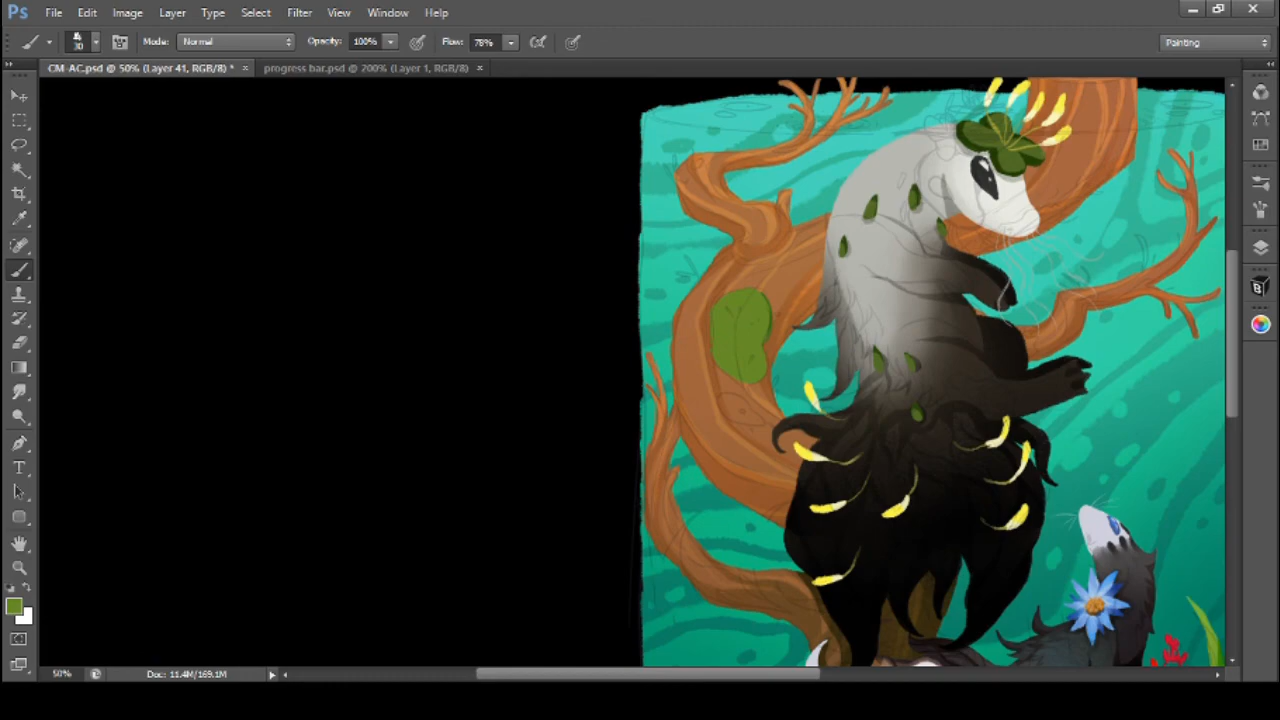 Ps File Edit Image Layer Type Select Filter View Window Help
30 Mode: Normal Opacity: 100% Flow: 78% Painting
CM-AC.psd @ 50% (Layer 41, RGB/8) * × progress bar.psd @ 200% (Layer 1, RGB/8) ×
50% Doc: 11.4M/169.1M